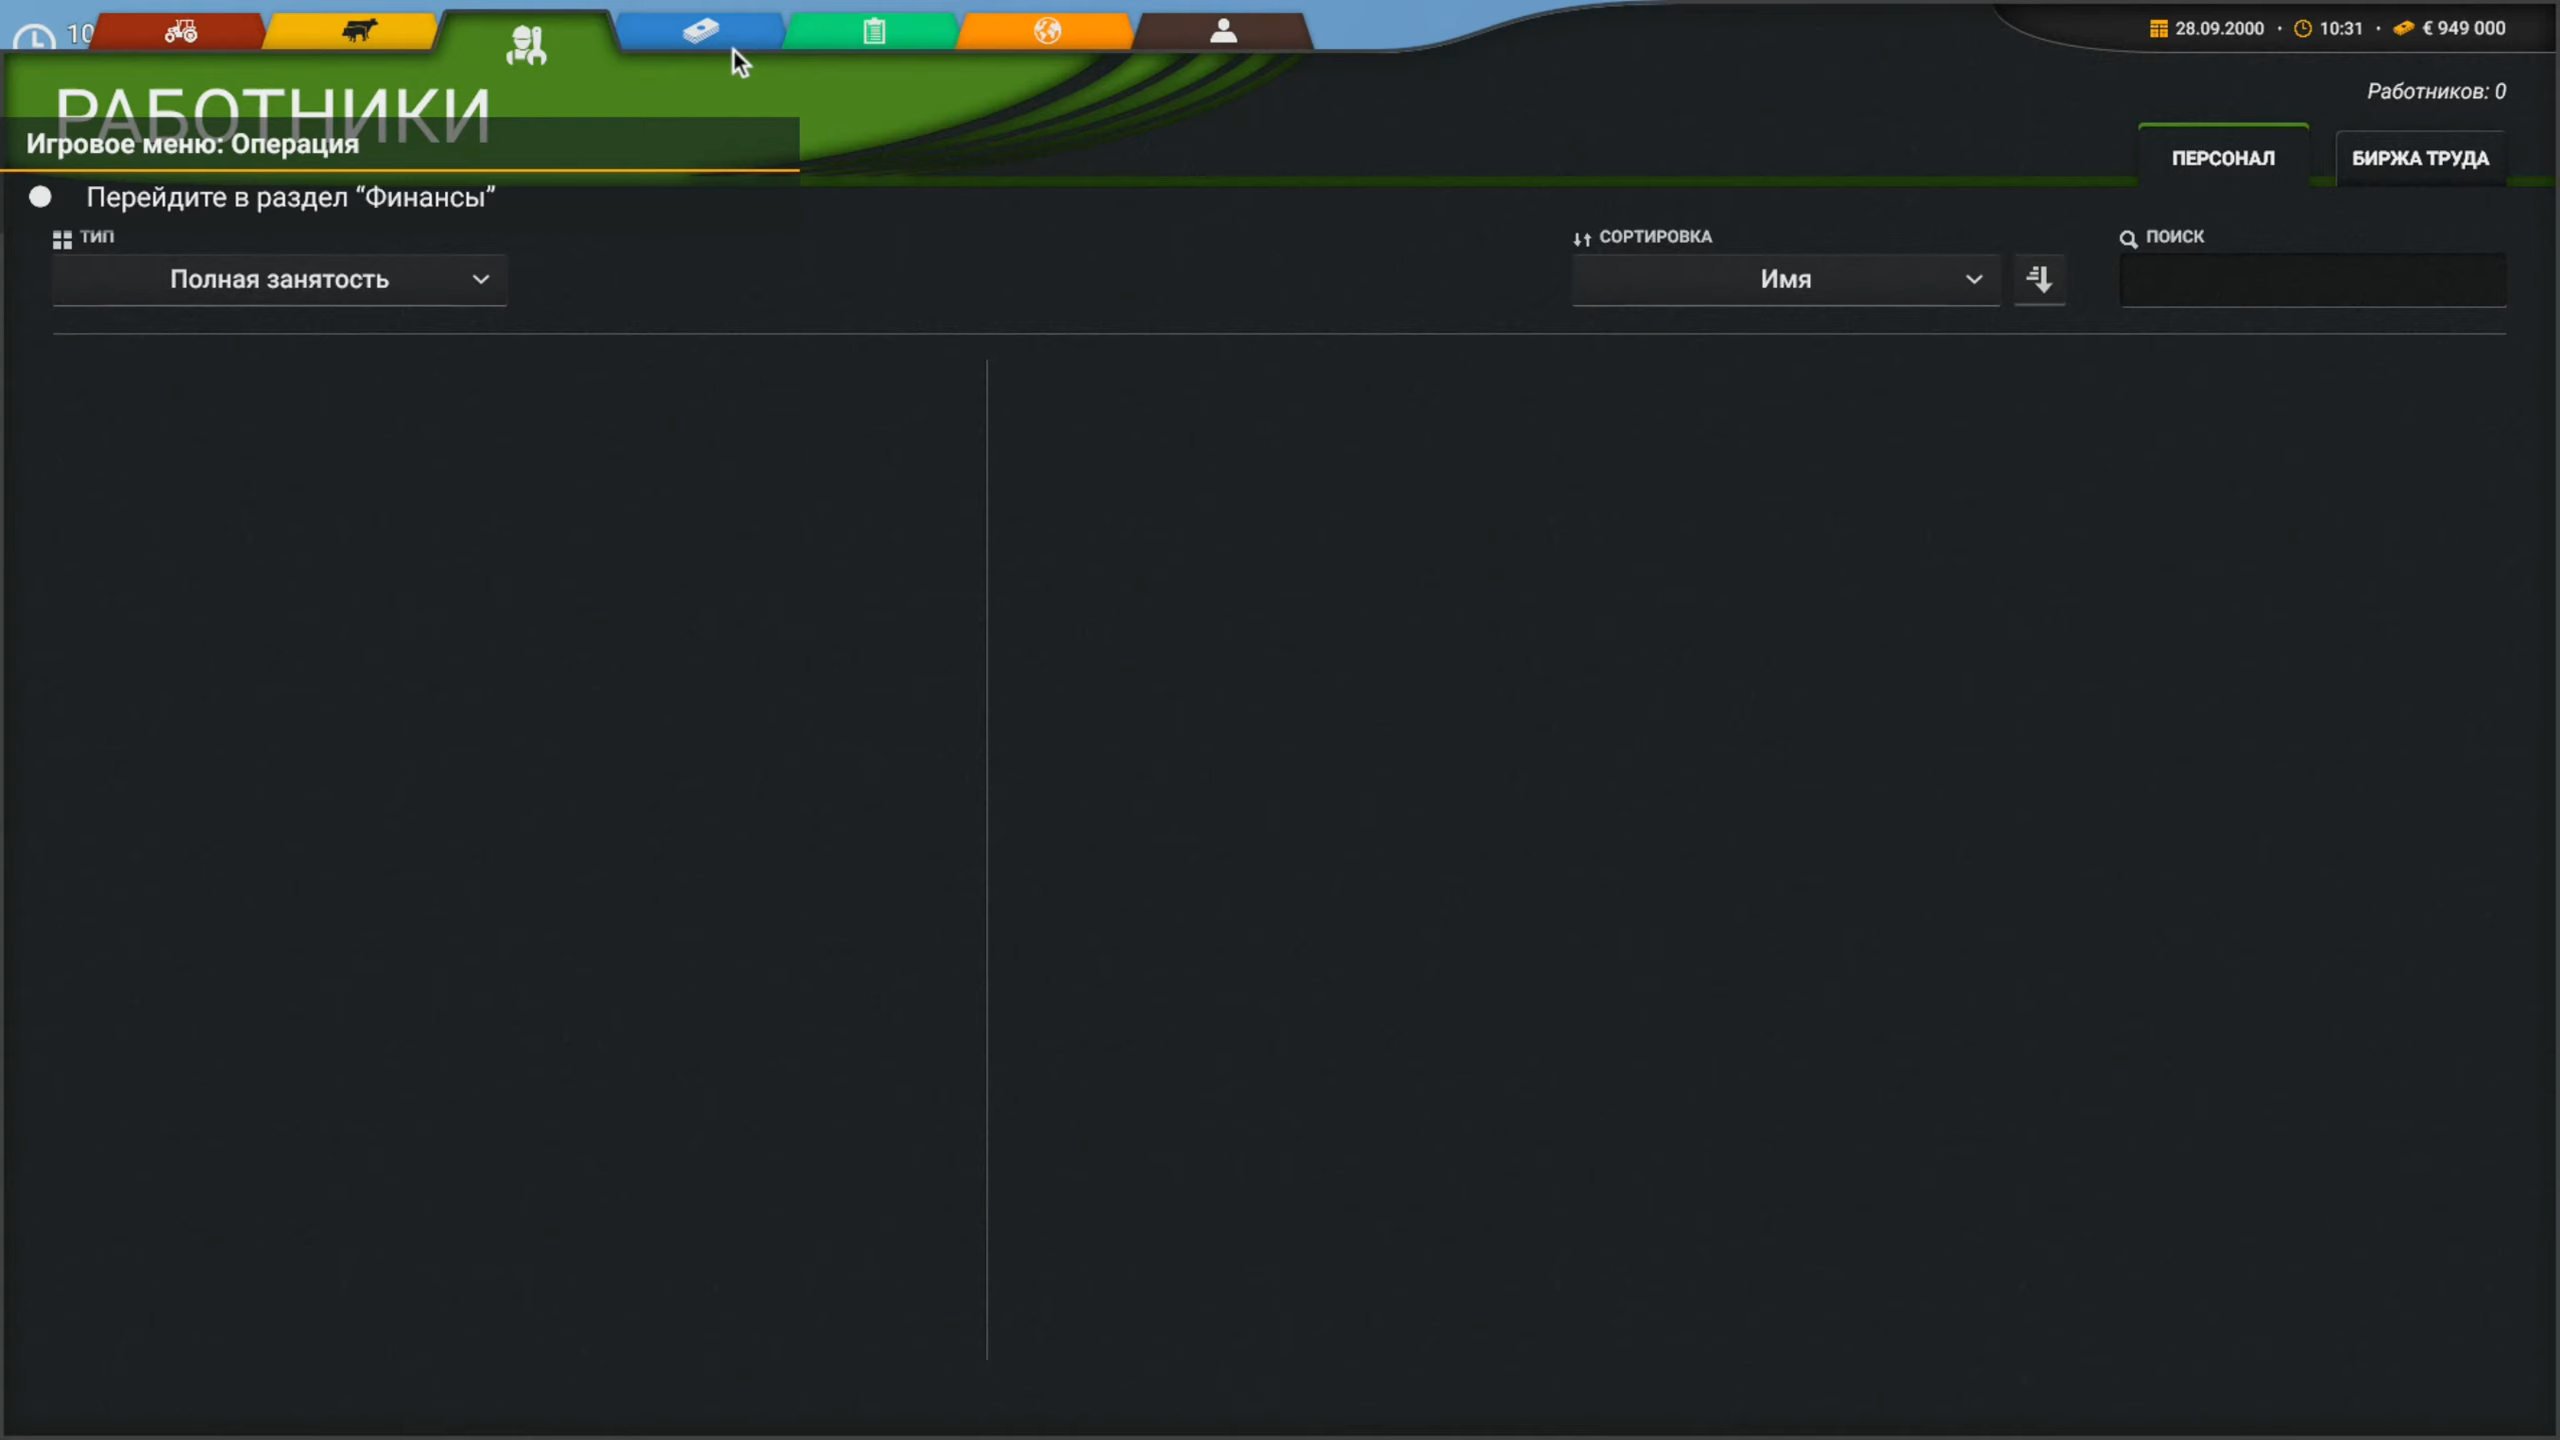 10
28.09.2000 · 10:31 · € 949 000
РАБОТНИКИ
Работников: 0
Игровое меню: Операция
ПЕРСОНАЛ
БИРЖА ТРУДА
Перейдите в раздел “Финансы”
ТИП
СОРТИРОВКА
ПОИСК
Полная занятость
Имя